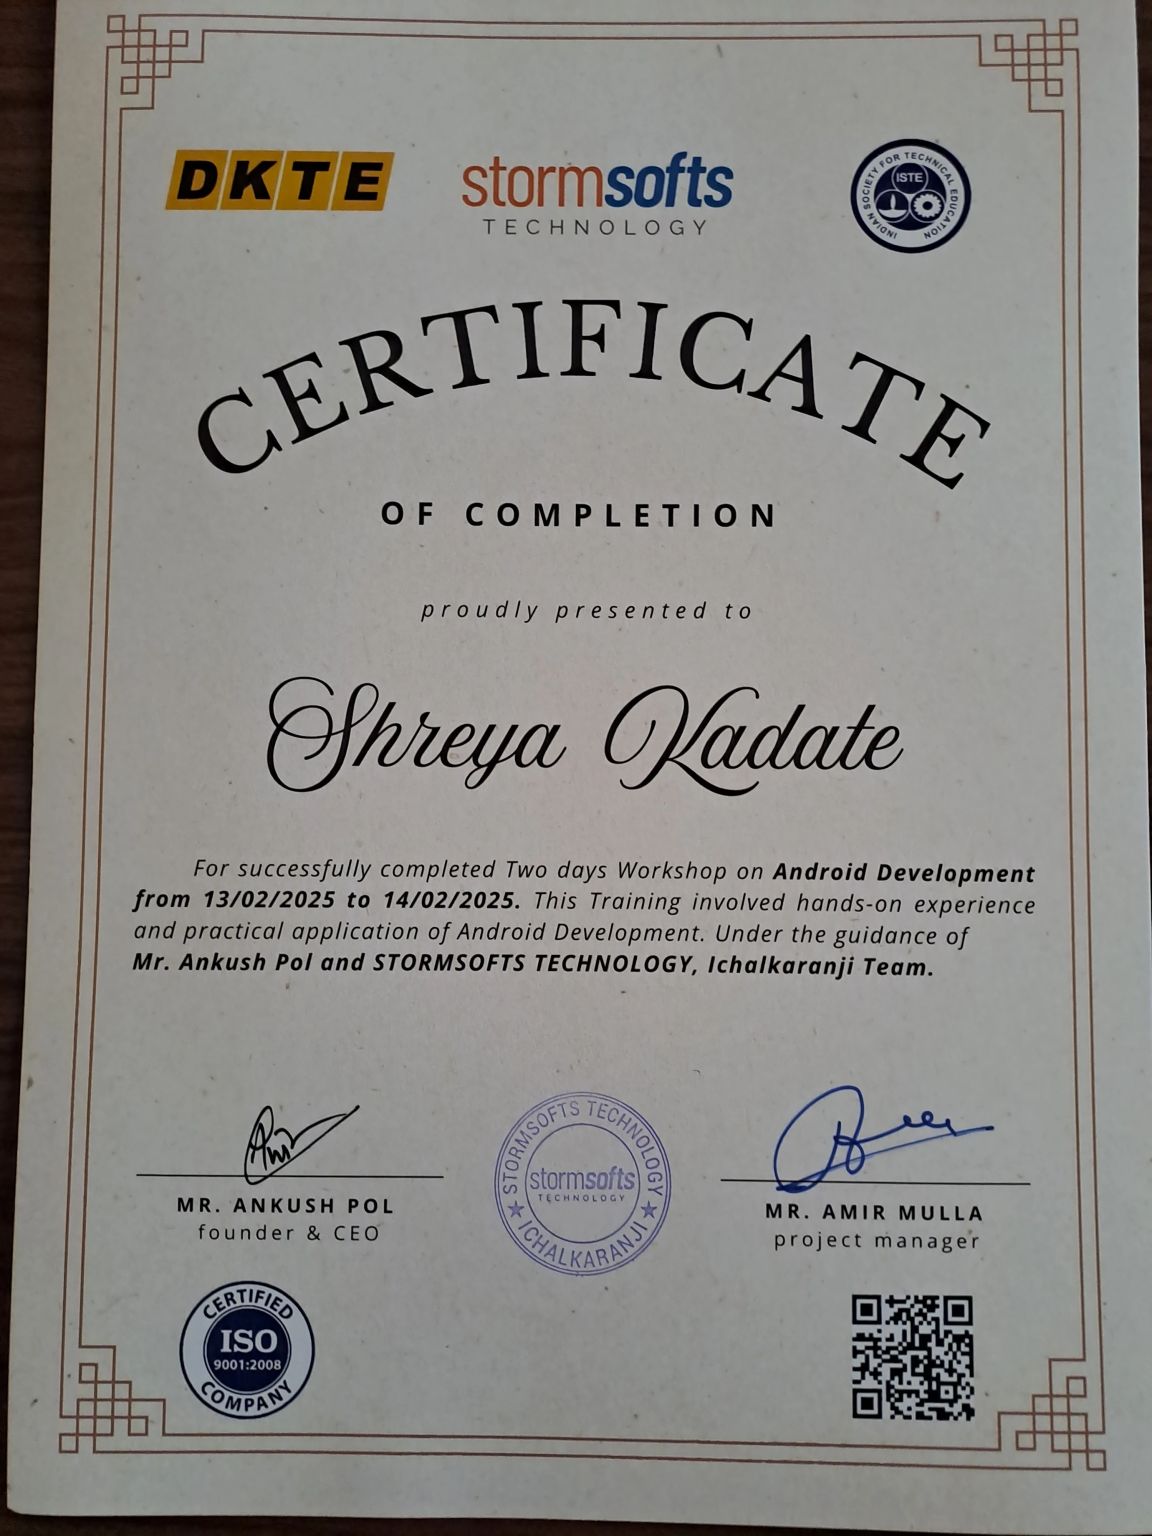 DKTE
stormsofts
TECHNOLOGY
INDIAN SOCIETY FOR TECHNICAL EDUCATION
ISTE
CERTIFICATE
OF COMPLETION
proudly presented to
Shreya Kadate
For successfully completed Two days Workshop on Android Development
from 13/02/2025 to 14/02/2025. This Training involved hands-on experience
and practical application of Android Development. Under the guidance of
Mr. Ankush Pol and STORMSOFTS TECHNOLOGY, Ichalkaranji Team.
MR. ANKUSH POL
founder & CEO
STORMSOFTS TECHNOLOGY
stormsofts
TECHNOLOGY
★ ICHALKARANJI ★
MR. AMIR MULLA
project manager
CERTIFIED
ISO
9001:2008
COMPANY